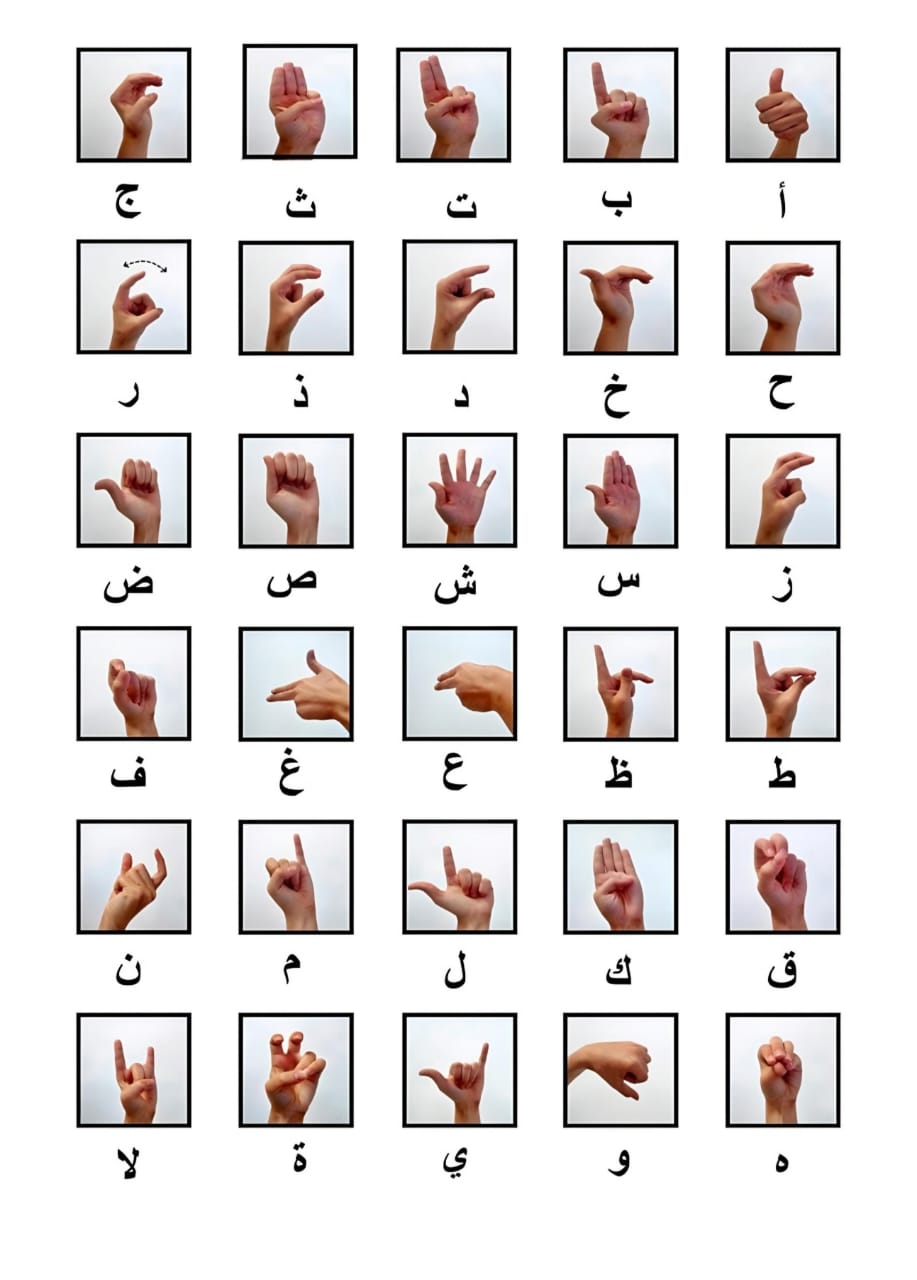 أ ب ت ث ج
ح خ د ذ ر
ز س ش ص ض
ط ظ ع غ ف
ق ك ل م ن
ه و ي ة لا